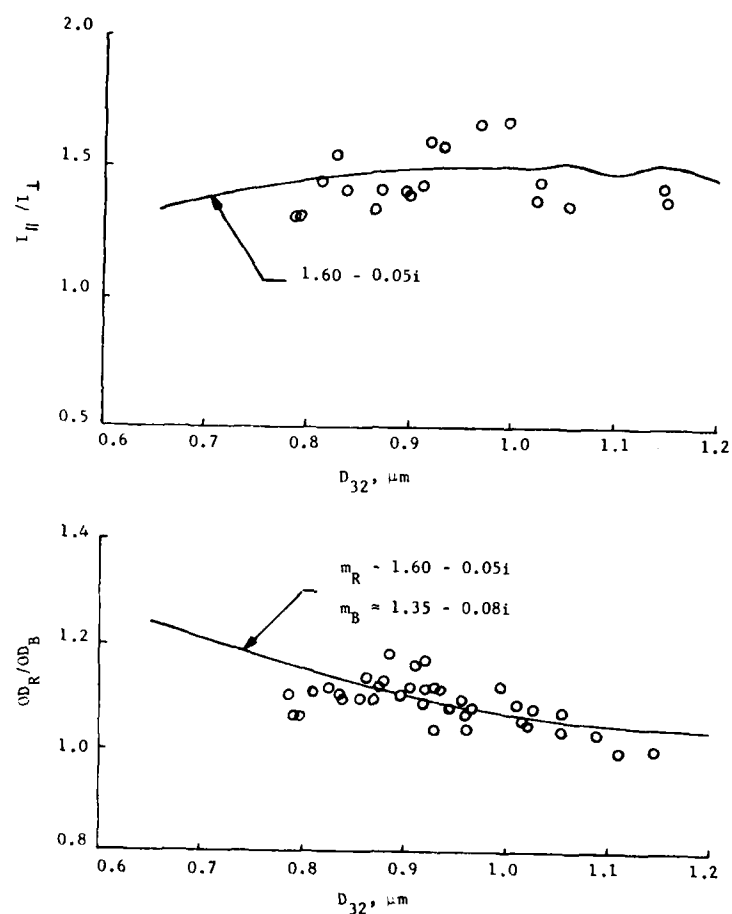 2.0
1.5
1.0
0.5
I∥ / I⊥
1.60 - 0.05i
0.6 0.7 0.8 0.9 1.0 1.1 1.2
D32, μm
1.4
1.2
1.0
0.8
ODR/ODB
mR - 1.60 - 0.05i
mB ≈ 1.35 - 0.08i
0.6 0.7 0.8 0.9 1.0 1.1 1.2
D32, μm